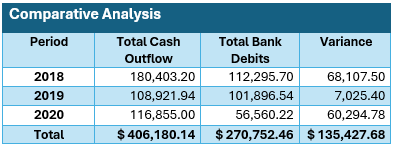 Comparative Analysis
Period Total Cash Outflow Total Bank Debits Variance
2018 180,403.20 112,295.70 68,107.50
2019 108,921.94 101,896.54 7,025.40
2020 116,855.00 56,560.22 60,294.78
Total $ 406,180.14 $ 270,752.46 $ 135,427.68